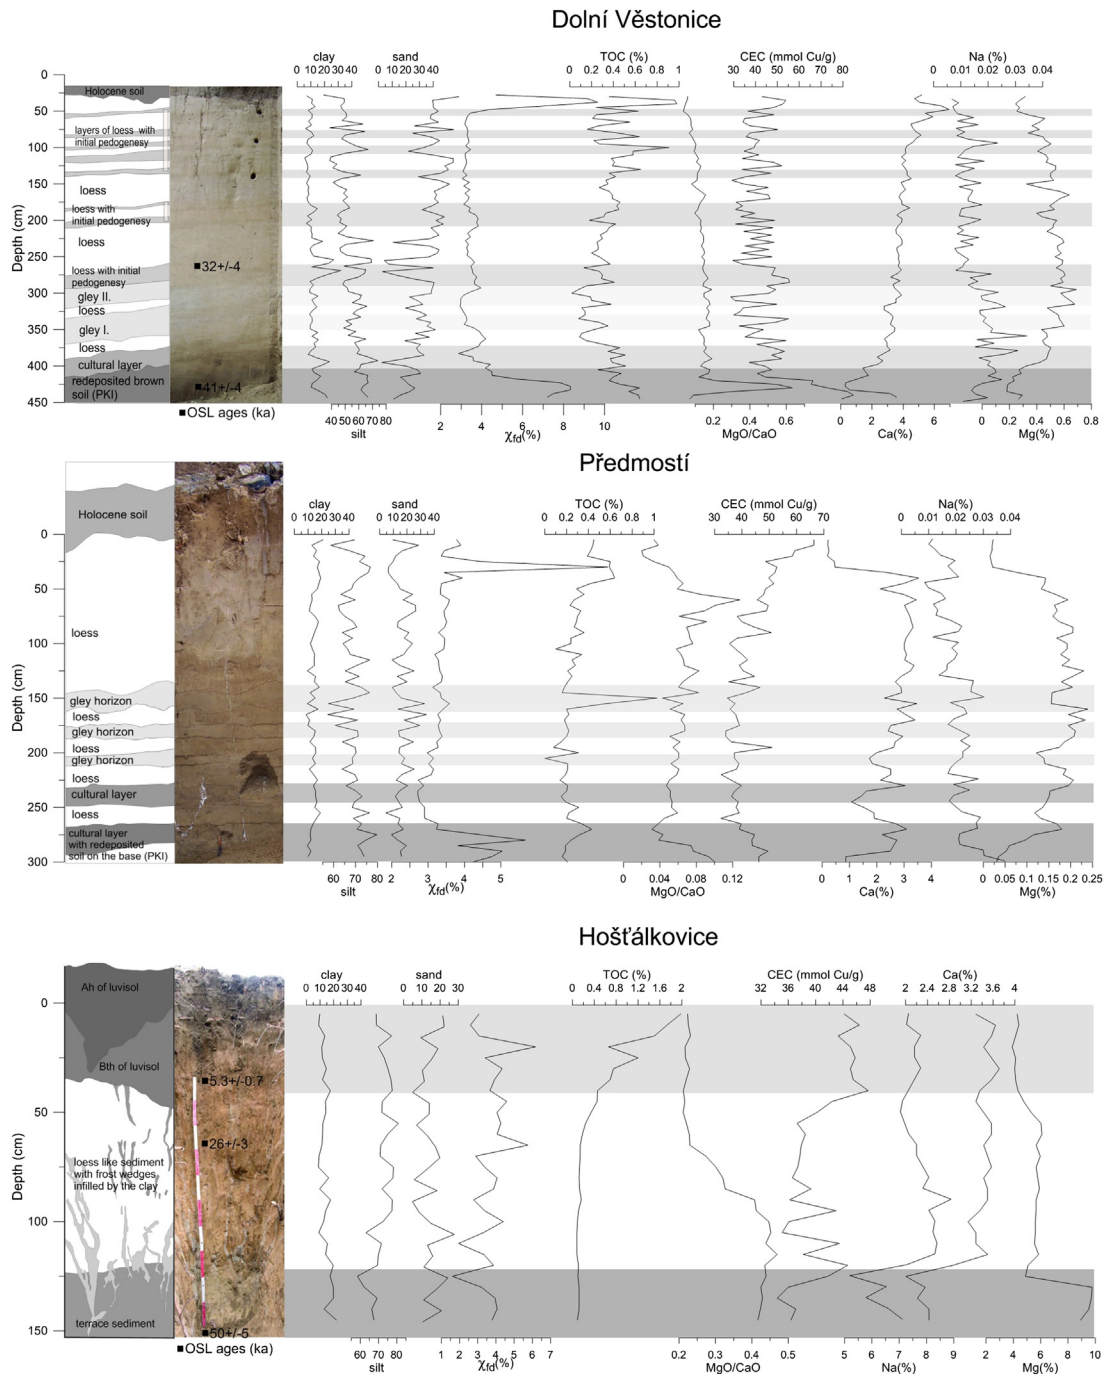 Dolní Věstonice
clay
sand
TOC (%)
CEC (mmol Cu/g)
Na (%)
0 10 20 30 40
0 10 20 30 40
0 0.2 0.4 0.6 0.8 1
30 40 50 60 70 80
0 0.01 0.02 0.03 0.04
Depth (cm)
0
50
100
150
200
250
300
350
400
450
Holocene soil
layers of loess with
initial pedogenesy
loess
loess with
initial pedogenesy
loess
loess with initial
pedogenesy
gley II.
loess
gley I.
loess
cultural layer
redeposited brown
soil (PKI)
32+/-4
41+/-4
■OSL ages (ka)
40 50 60 70 80
silt
2 4 6 8 10
χfd(%)
0.2 0.4 0.6
MgO/CaO
0 2 4 6
Ca(%)
0 0.2 0.4 0.6 0.8
Mg(%)
Předmostí
clay
sand
TOC (%)
CEC (mmol Cu/g)
Na(%)
0 10 20 30 40
0 10 20 30 40
0 0.2 0.4 0.6 0.8 1
30 40 50 60 70
0 0.01 0.02 0.03 0.04
Depth (cm)
0
50
100
150
200
250
300
Holocene soil
loess
gley horizon
loess
gley horizon
loess
gley horizon
loess
cultural layer
loess
cultural layer
with redeposited
soil on the base (PKI)
60 70 80
silt
2 3 4 5
χfd(%)
0 0.04 0.08 0.12
MgO/CaO
0 1 2 3 4
Ca(%)
0 0.05 0.1 0.15 0.2 0.25
Mg(%)
Hošťálkovice
clay
sand
TOC (%)
CEC (mmol Cu/g)
Ca(%)
0 10 20 30 40
0 10 20 30
0 0.4 0.8 1.2 1.6 2
32 36 40 44 48
2 2.4 2.8 3.2 3.6 4
Depth (cm)
0
50
100
150
Ah of luvisol
Bth of luvisol
loess like sediment
with frost wedges
infilled by the clay
terrace sediment
5.3+/-0.7
26+/-3
50+/-5
■OSL ages (ka)
60 70 80
silt
1 2 3 4 5 6 7
χfd(%)
0.2 0.3 0.4 0.5
MgO/CaO
5 6 7 8 9
Na(%)
2 4 6 8 10
Mg(%)